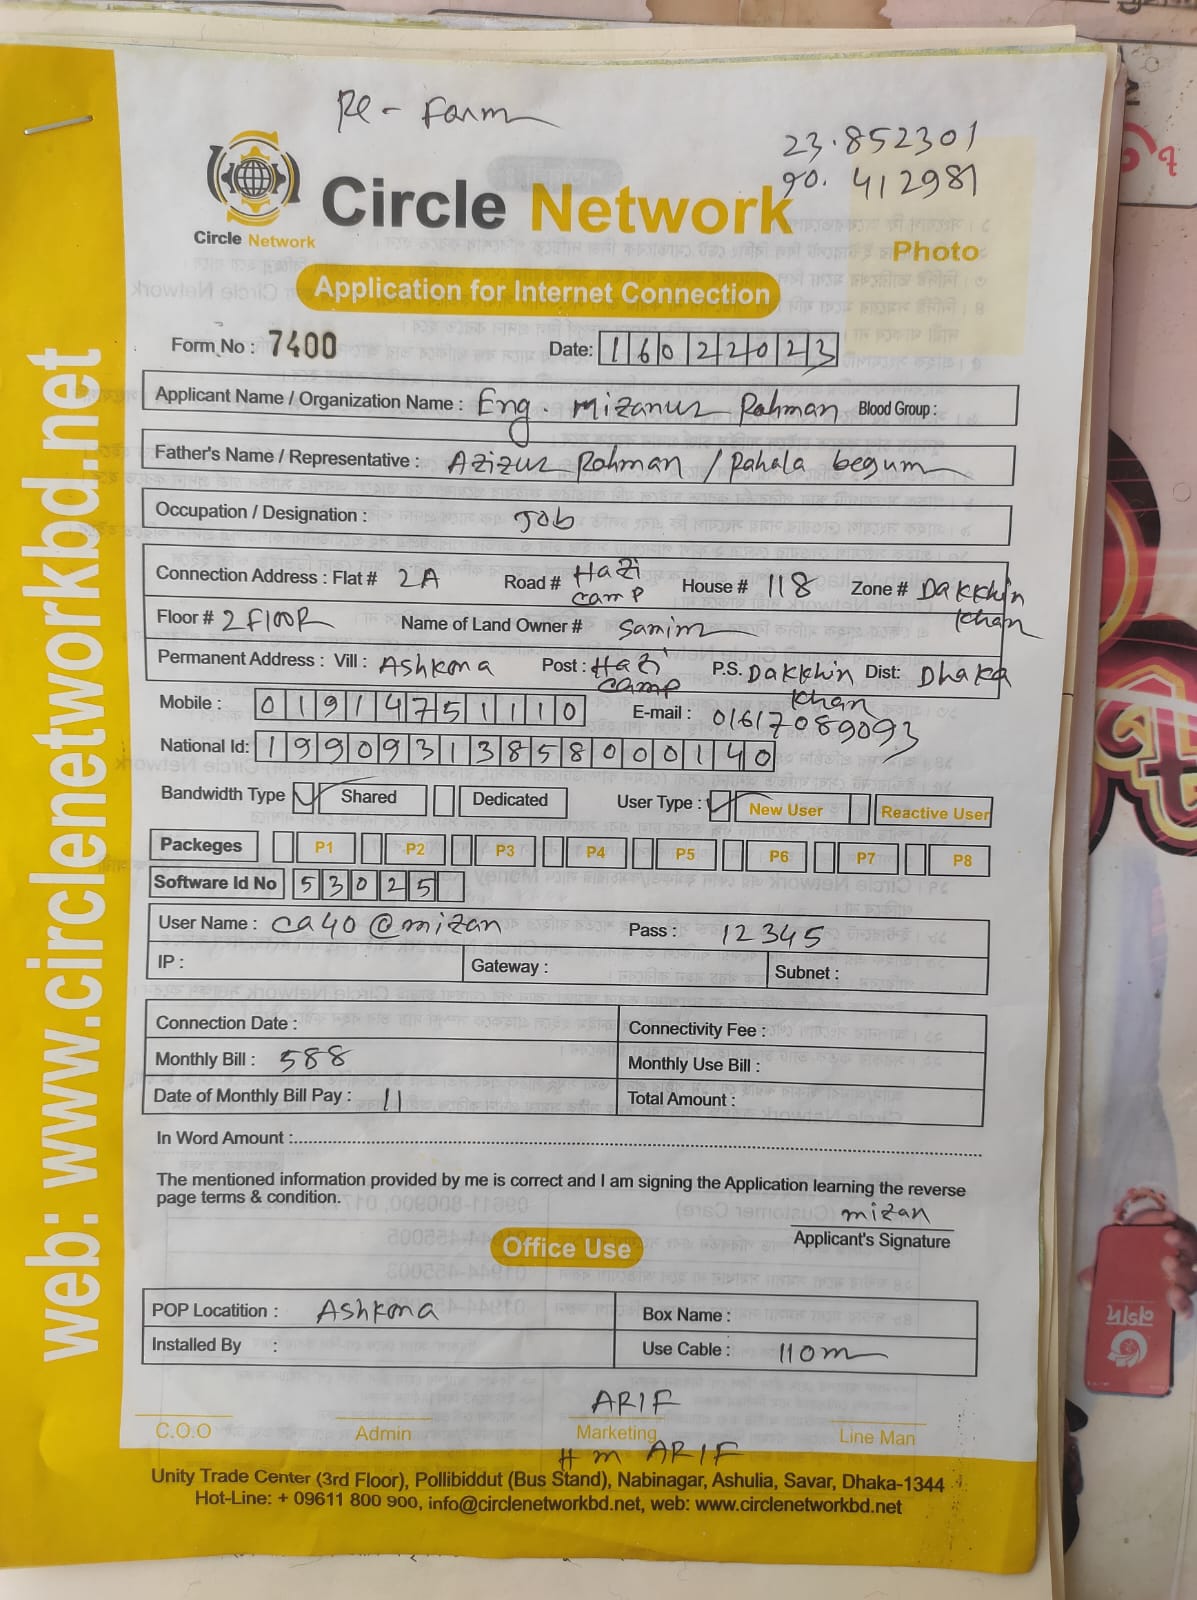 Re - Form
23.852301
90.412981
Circle Network
Circle Network
Photo
Application for Internet Connection
Form No : 7400 Date: 16022023
Applicant Name / Organization Name : Eng. Mizanur Rahman Blood Group :
Father's Name / Representative : Azizur Rohman / Rahala begum
Occupation / Designation : Job
Connection Address : Flat # 2A Road # Hazi camp House # 118 Zone # Dakkhin Khan
Floor # 2 Floor Name of Land Owner # Samim
Permanent Address : Vill : Ashkona Post : Hazi camp P.S. Dakkhin Khan Dist: Dhaka
Mobile : 01914751110 E-mail : 01617089093
National Id: 19909313858000140
Bandwidth Type Shared Dedicated User Type : New User Reactive User
Packeges P1 P2 P3 P4 P5 P6 P7 P8
Software Id No 53025
User Name : ca40@mizan Pass : 12345
IP : Gateway : Subnet :
Connection Date : Connectivity Fee :
Monthly Bill : 588 Monthly Use Bill :
Date of Monthly Bill Pay : 11 Total Amount :
In Word Amount :
The mentioned information provided by me is correct and I am signing the Application learning the reverse
page terms & condition.
mizan
Applicant's Signature
Office Use
POP Locatition : Ashkona Box Name :
Installed By : Use Cable : 110m
ARIF
C.O.O Admin Marketing Line Man
H m ARIF
Unity Trade Center (3rd Floor), Pollibiddut (Bus Stand), Nabinagar, Ashulia, Savar, Dhaka-1344
Hot-Line: + 09611 800 900, info@circlenetworkbd.net, web: www.circlenetworkbd.net
web: www.circlenetworkbd.net
নগদ